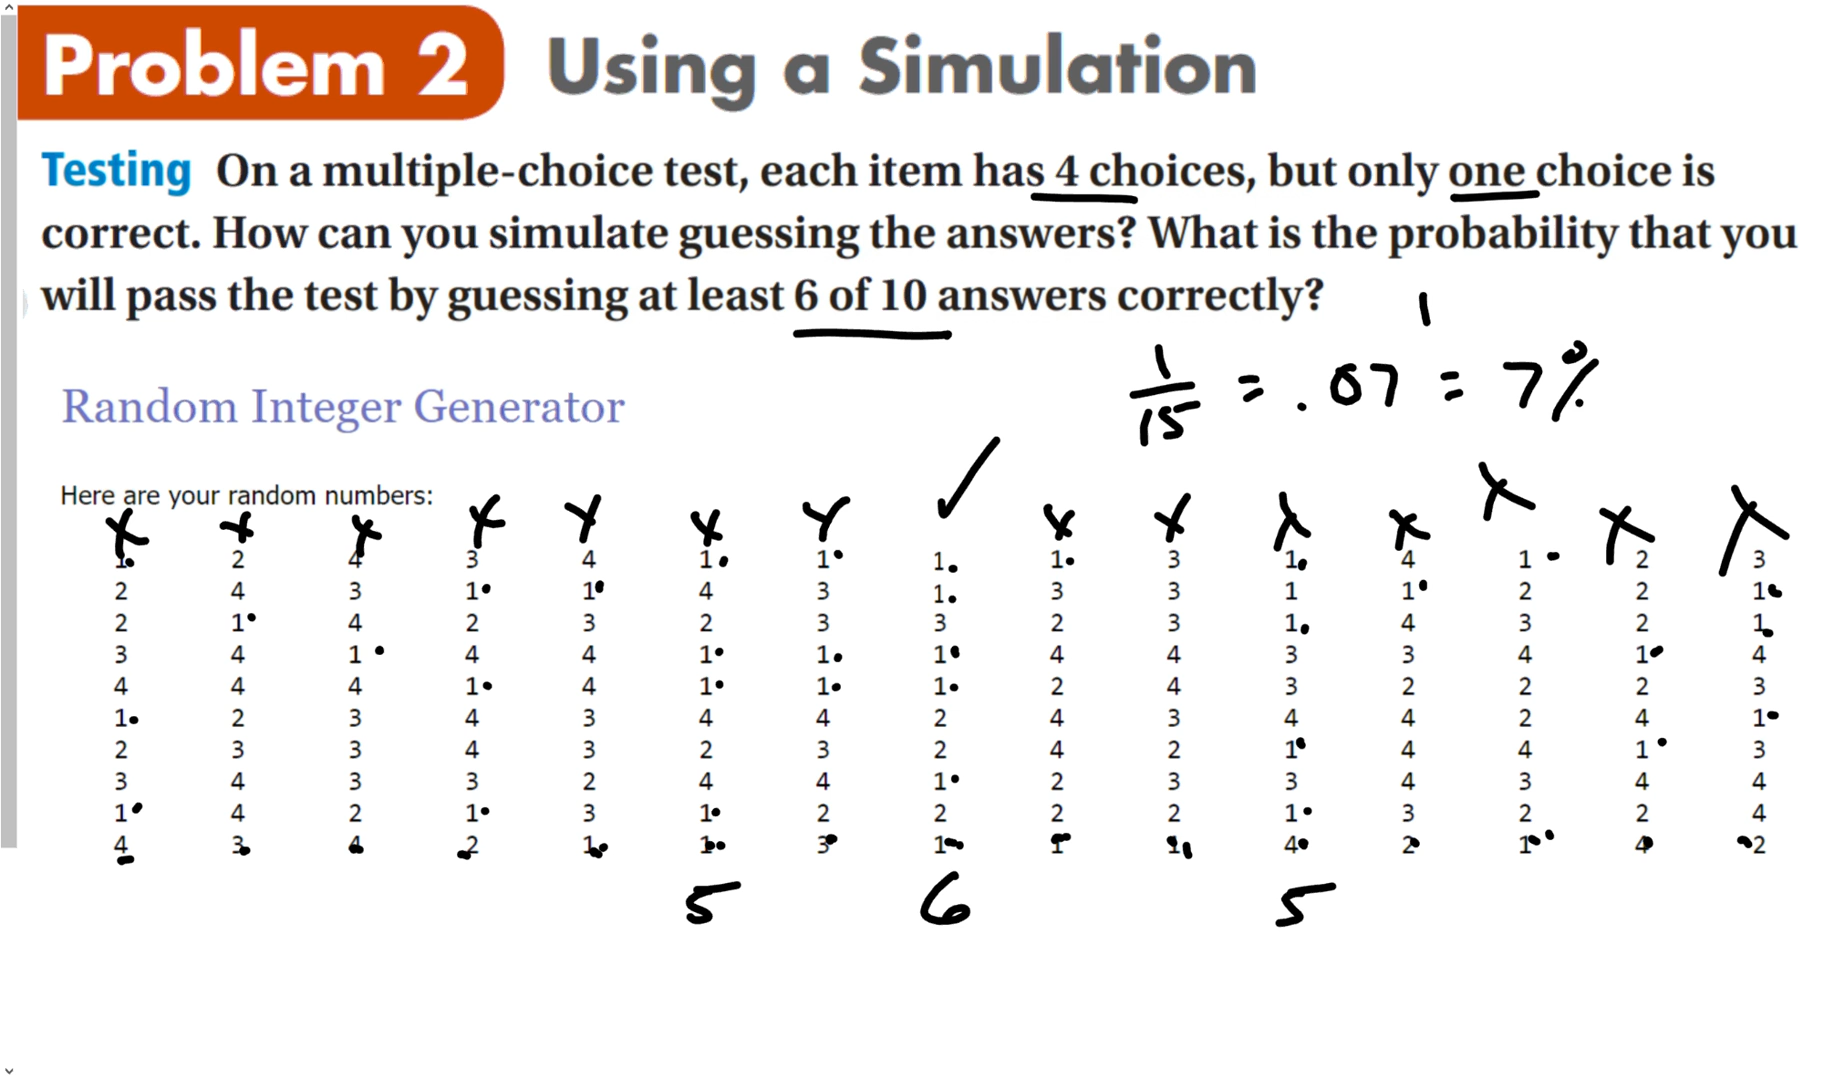 Problem 2 Using a Simulation
Testing On a multiple-choice test, each item has 4 choices, but only one choice is
correct. How can you simulate guessing the answers? What is the probability that you
will pass the test by guessing at least 6 of 10 answers correctly?
1
1/15 = .07 = 7%
Random Integer Generator
Here are your random numbers:
X X X X X X X ✓ X X X X X X X
1 2 4 3 4 1 1 1 1 3 1 4 1 2 3
2 4 3 1 1 4 3 1 3 3 1 1 2 2 1
2 1 4 2 3 2 3 3 2 3 1 4 3 2 1
3 4 1 4 4 1 1 1 4 4 3 3 4 1 4
4 4 4 1 4 1 1 1 2 4 3 2 2 2 3
1 2 3 4 3 4 4 2 4 3 4 4 2 4 1
2 3 3 4 3 2 3 2 4 2 1 4 4 1 3
3 4 3 3 2 4 4 1 2 3 3 4 3 4 4
1 4 2 1 3 1 2 2 2 2 1 3 2 2 4
4 3 4 2 1 1 3 1 1 1 4 2 1 4 2
5 6 5